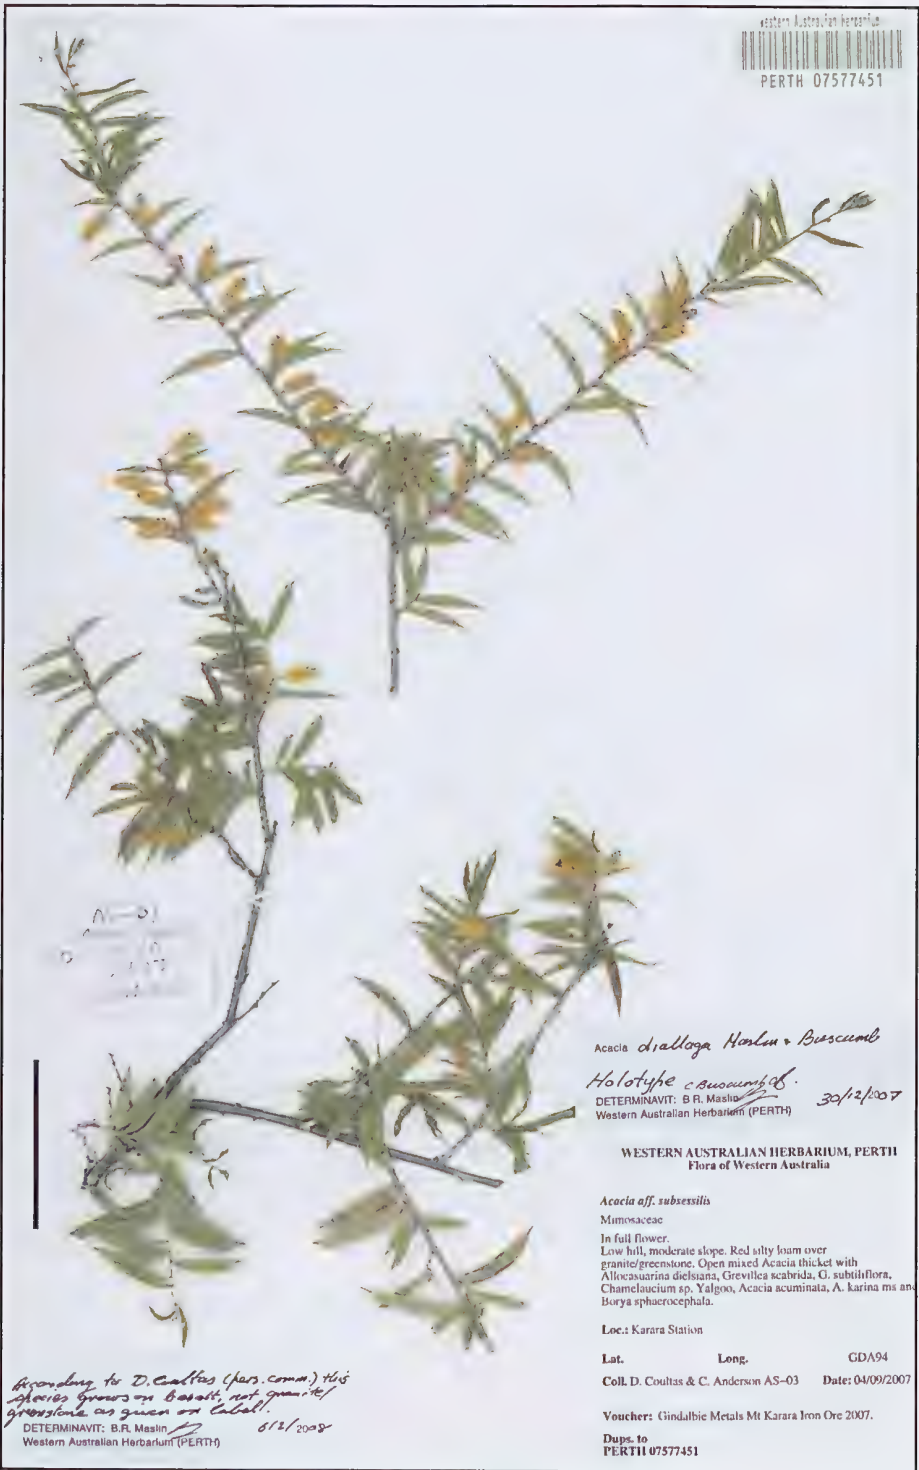 Western Australian Herbarium
PERTH 07577451
Acacia diallaga Maslin & Buscumb
Holotype
DETERMINAVIT: B.R. Maslin 30/12/2007
Western Australian Herbarium (PERTH)
WESTERN AUSTRALIAN HERBARIUM, PERTH
Flora of Western Australia
Acacia aff. subsessilis
Mimosaceae
In full flower.
Low hill, moderate slope. Red silty loam over
granite/greenstone. Open mixed Acacia thicket with
Allocasuarina dielsiana, Grevillea scabrida, G. subtiliflora,
Chamelaucium sp. Yalgoo, Acacia acuminata, A. karina ms an
Borya sphaerocephala.
Loc.: Karara Station
Lat. Long. GDA94
Coll. D. Coultas & C. Anderson AS-03 Date: 04/09/2007
Voucher: Gindalbie Metals Mt Karara Iron Ore 2007.
Dups. to
PERTH 07577451
According to D. Coultas (pers. comm.) this
species grows on basalt, not granite/
greenstone as given on label.
DETERMINAVIT: B.R. Maslin 6/2/2008
Western Australian Herbarium (PERTH)